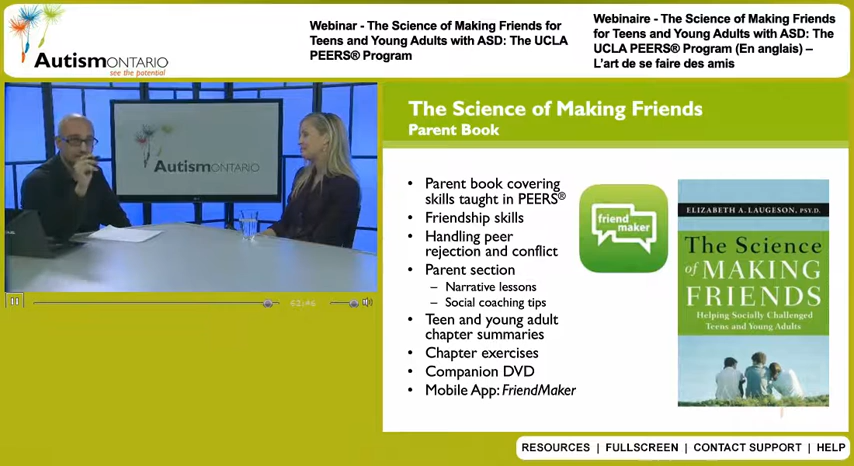 AutismONTARIO
see the potential
Webinar - The Science of Making Friends for
Teens and Young Adults with ASD: The UCLA
PEERS® Program
Webinaire - The Science of Making Friends
for Teens and Young Adults with ASD: The
UCLA PEERS® Program (En anglais) –
L'art de se faire des amis
AutismONTARIO
The Science of Making Friends
Parent Book
• Parent book covering
skills taught in PEERS®
• Friendship skills
• Handling peer
rejection and conflict
• Parent section
– Narrative lessons
– Social coaching tips
• Teen and young adult
chapter summaries
• Chapter exercises
• Companion DVD
• Mobile App: FriendMaker
friend
maker
ELIZABETH A. LAUGESON, PSY.D.
The Science
of MAKING
FRIENDS
Helping Socially Challenged
Teens and Young Adults
RESOURCES | FULLSCREEN | CONTACT SUPPORT | HELP